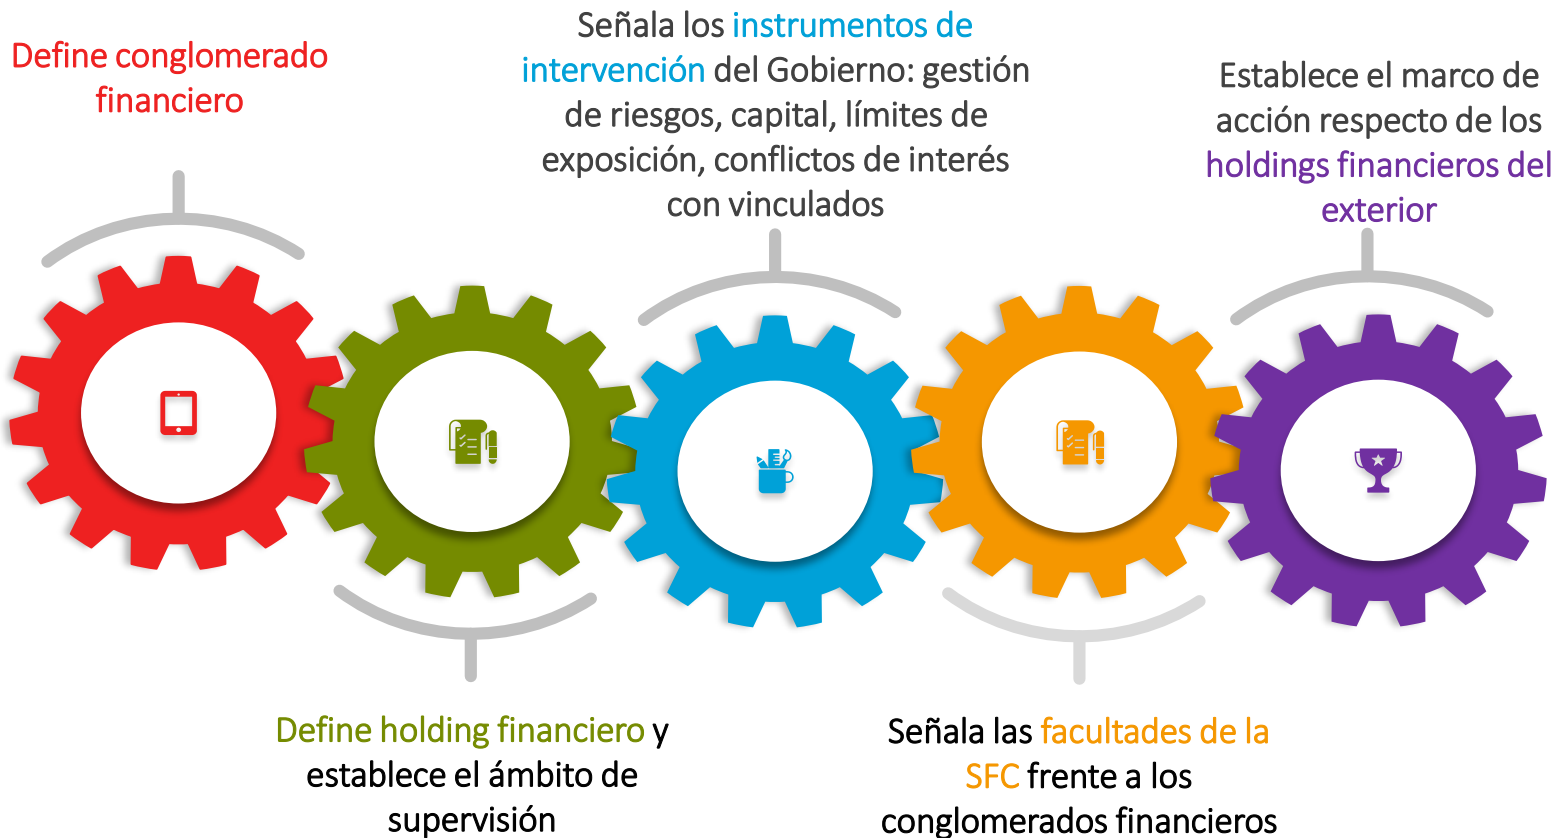 Define conglomerado
financiero
Señala los instrumentos de
intervención del Gobierno: gestión
de riesgos, capital, límites de
exposición, conflictos de interés
con vinculados
Establece el marco de
acción respecto de los
holdings financieros del
exterior
Define holding financiero y
establece el ámbito de
supervisión
Señala las facultades de la
SFC frente a los
conglomerados financieros